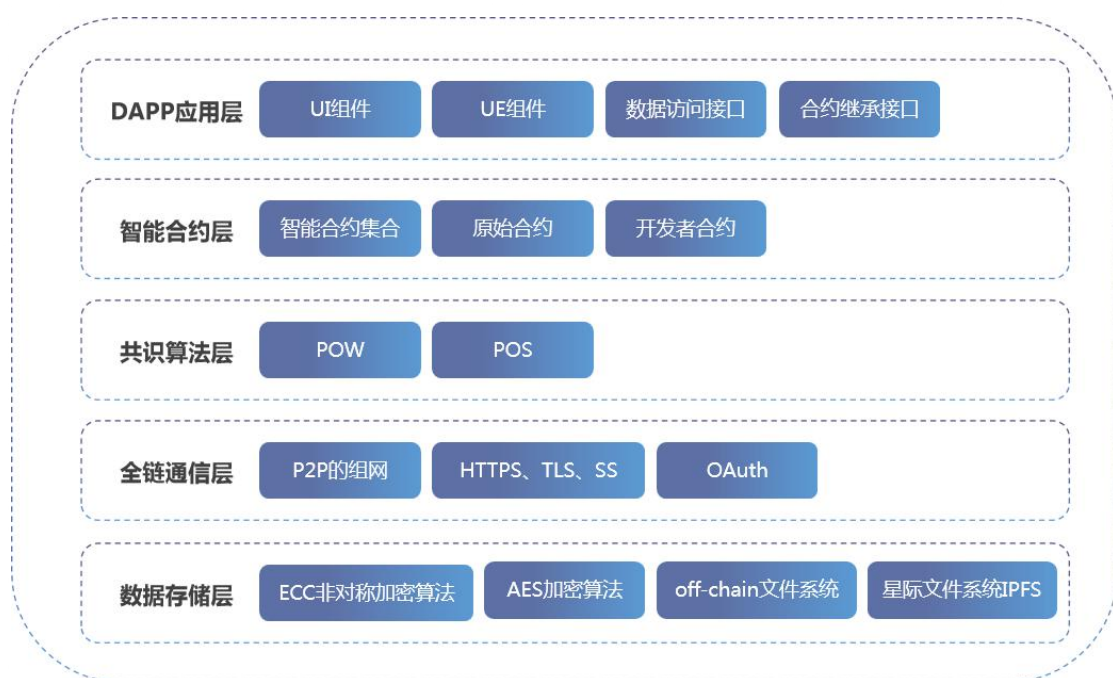 DAPP应用层
UI组件
UE组件
数据访问接口
合约继承接口
智能合约层
智能合约集合
原始合约
开发者合约
共识算法层
POW
POS
全链通信层
P2P的组网
HTTPS、TLS、SS
OAuth
数据存储层
ECC非对称加密算法
AES加密算法
off-chain文件系统
星际文件系统IPFS